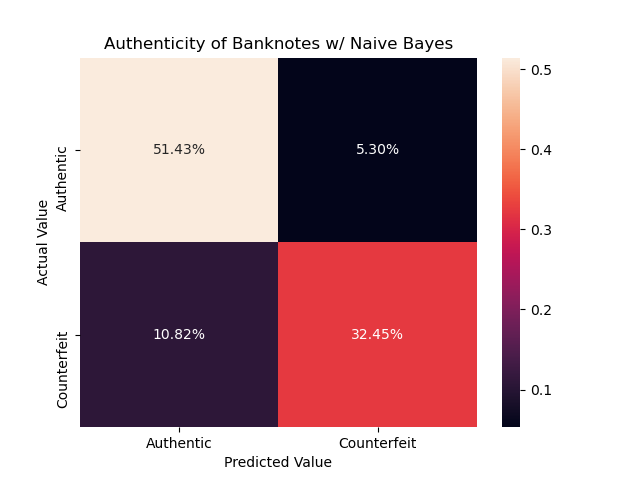 Authenticity of Banknotes w/ Naive Bayes
Actual Value
Authentic
Counterfeit
51.43%
5.30%
10.82%
32.45%
Authentic
Counterfeit
Predicted Value
0.5
0.4
0.3
0.2
0.1